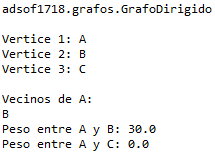 adsof1718.grafos.GrafoDirigido
Vertice 1: A
Vertice 2: B
Vertice 3: C
Vecinos de A:
B
Peso entre A y B: 30.0
Peso entre A y C: 0.0